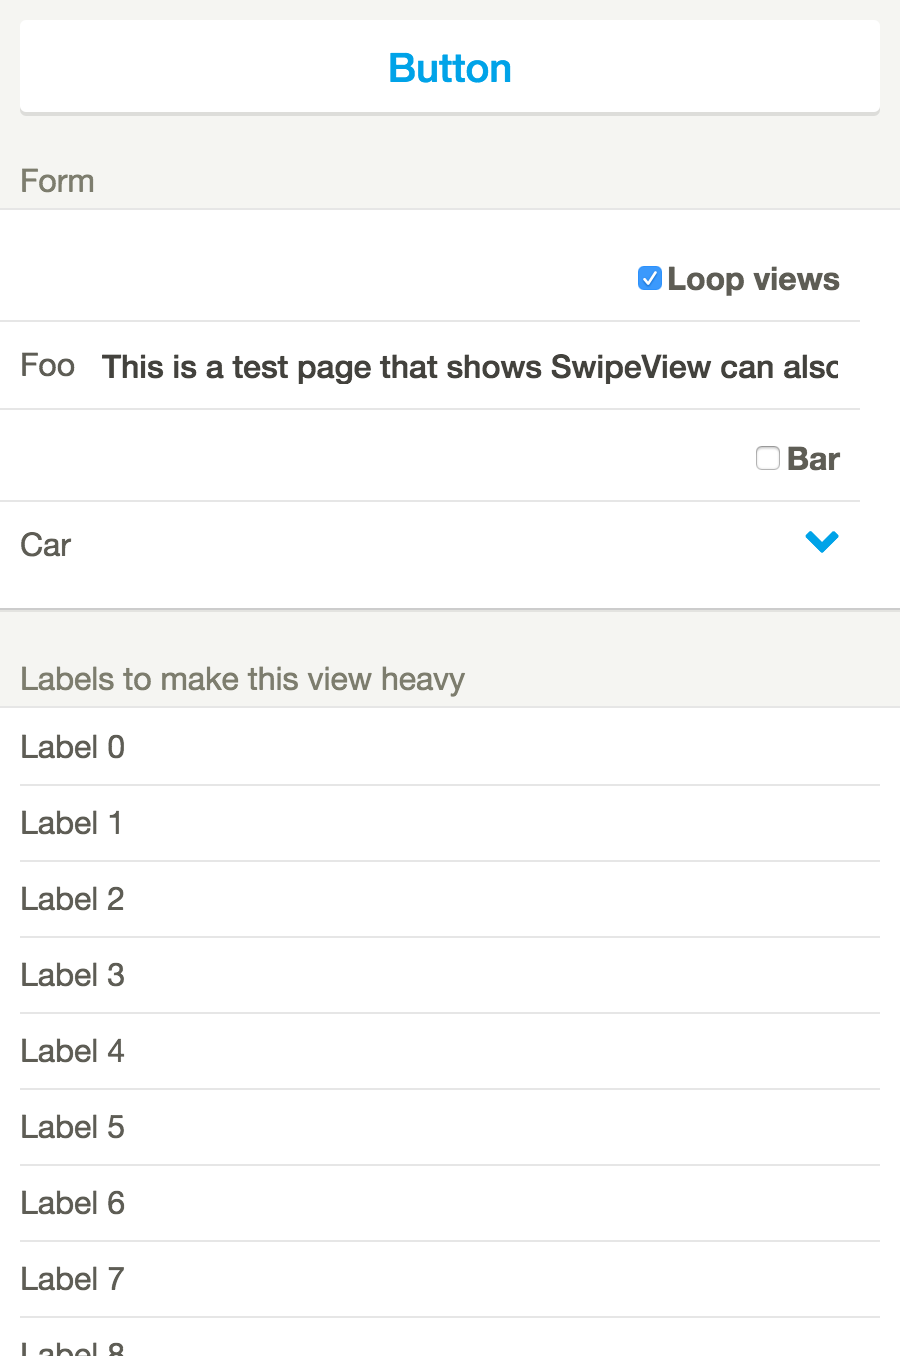 Button
Form
Loop views
Foo This is a test page that shows SwipeView can also
Bar
Car
Labels to make this view heavy
Label 0
Label 1
Label 2
Label 3
Label 4
Label 5
Label 6
Label 7
Label 8